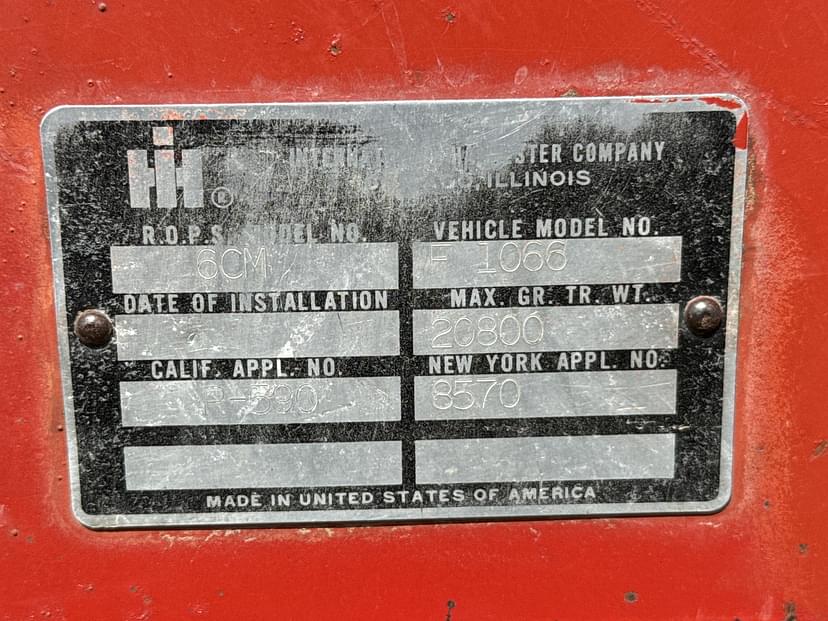 IH ®
STER COMPANY
ILLINOIS
R.O.P.S. MODEL NO. VEHICLE MODEL NO.
6CM F 1066
DATE OF INSTALLATION MAX. GR. TR. WT.
20800
CALIF. APPL. NO. NEW YORK APPL. NO.
R-390 8570
MADE IN UNITED STATES OF AMERICA